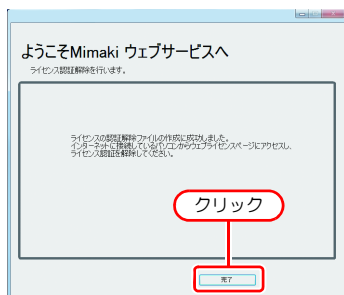 ようこそMimaki ウェブサービスへ
ライセンス認証解除を行います。
ライセンスの認証解除ファイルの作成に成功しました。
インターネットに接続しているパソコンからウェブライセンスページにアクセスし、
ライセンス認証を解除してください。
クリック
完了